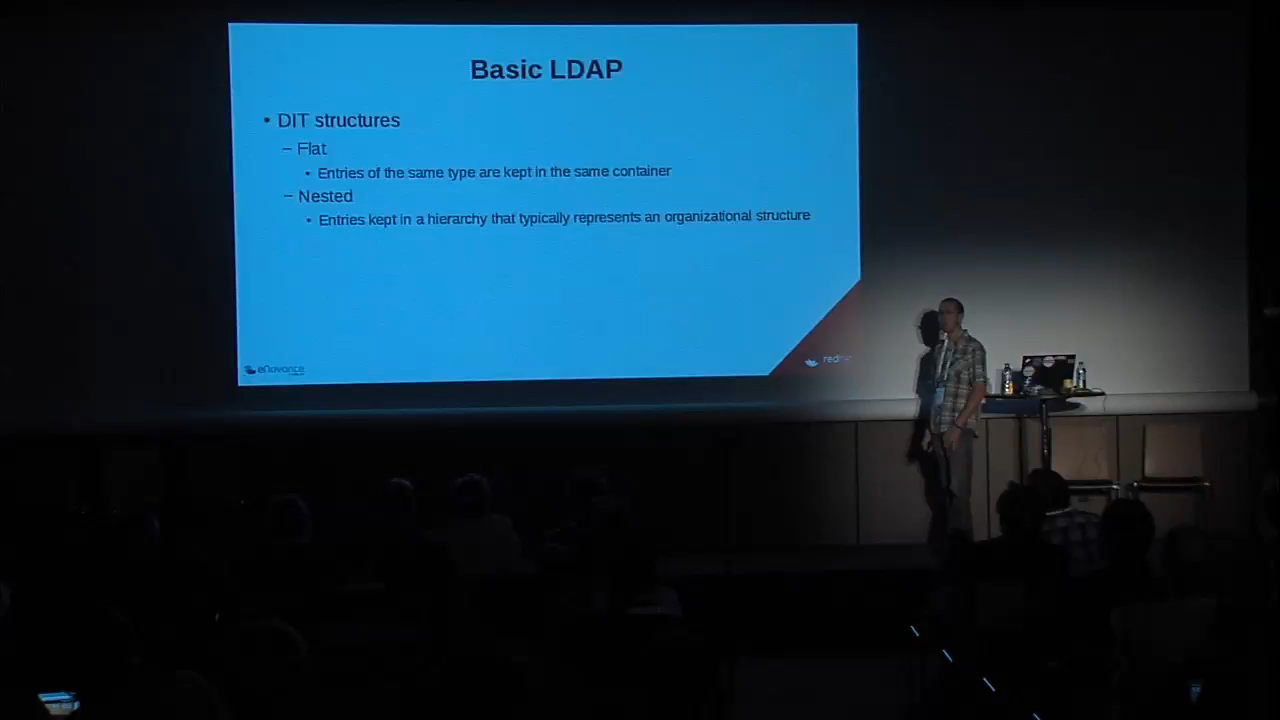 Basic LDAP
• DIT structures
– Flat
• Entries of the same type are kept in the same container
– Nested
• Entries kept in a hierarchy that typically represents an organizational structure
eNovance